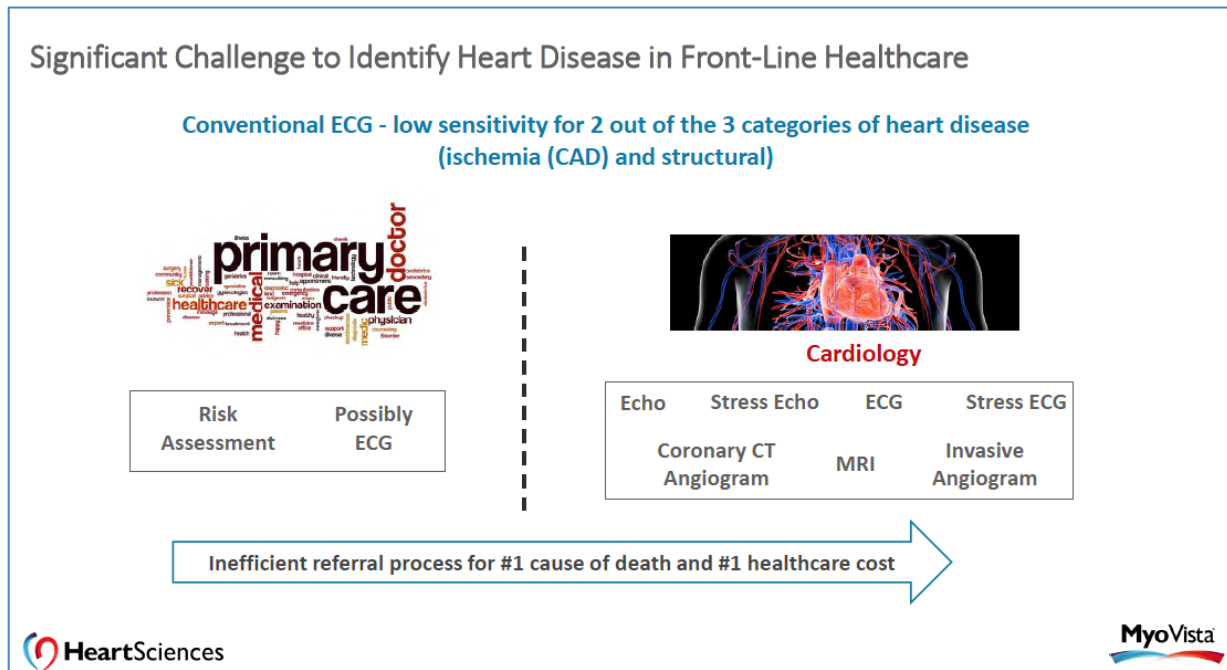 Significant Challenge to Identify Heart Disease in Front-Line Healthcare
Conventional ECG - low sensitivity for 2 out of the 3 categories of heart disease
(ischemia (CAD) and structural)
primary
care
doctor
medical
healthcare
examination
physician
medic
sick
recover
Cardiology
Risk
Assessment
Possibly
ECG
Echo
Stress Echo
ECG
Stress ECG
Coronary CT
Angiogram
MRI
Invasive
Angiogram
Inefficient referral process for #1 cause of death and #1 healthcare cost
HeartSciences
MyoVista